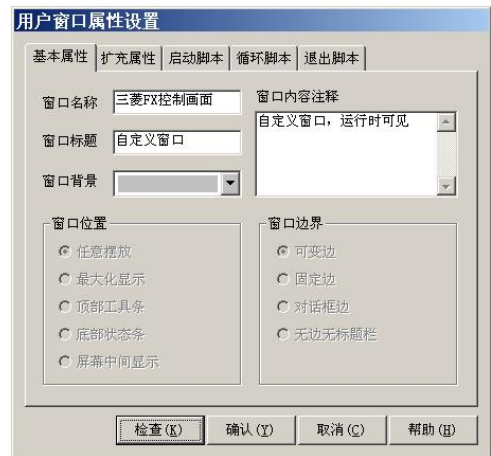 用户窗口属性设置
基本属性 扩充属性 启动脚本 循环脚本 退出脚本
窗口名称 三菱FX控制画面
窗口标题 自定义窗口
窗口背景
窗口内容注释
自定义窗口，运行时可见
窗口位置
任意摆放
最大化显示
顶部工具条
底部状态条
屏幕中间显示
窗口边界
可变边
固定边
对话框边
无边无标题栏
检查(K) 确认(Y) 取消(C) 帮助(H)